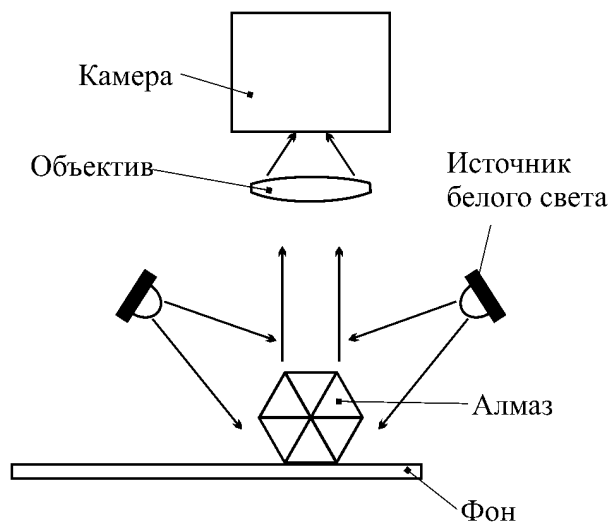 Камера
Объектив
Источник
белого света
Алмаз
Фон